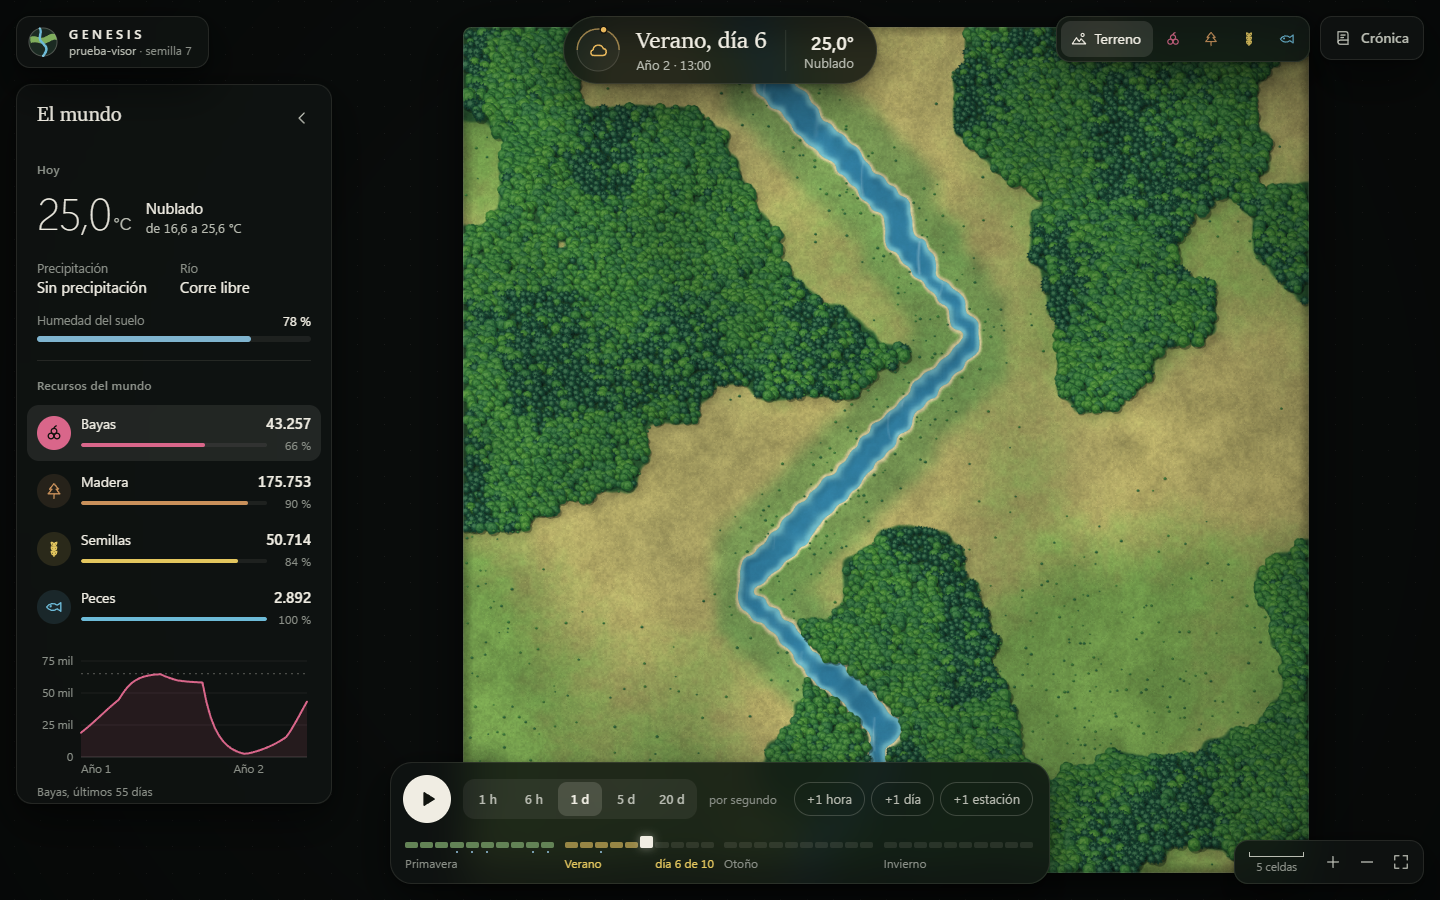 GENESIS
prueba-visor · semilla 7
Verano, día 6
Año 2 · 13:00
25,0°
Nublado
Terreno
Crónica
El mundo
Hoy
25,0 °C
Nublado
de 16,6 a 25,6 °C
Precipitación
Sin precipitación
Río
Corre libre
Humedad del suelo 78 %
Recursos del mundo
Bayas 43.257
66 %
Madera 175.753
90 %
Semillas 50.714
84 %
Peces 2.892
100 %
75 mil
50 mil
25 mil
0
Año 1 Año 2
Bayas, últimos 55 días
1 h 6 h 1 d 5 d 20 d por segundo +1 hora +1 día +1 estación
Primavera Verano día 6 de 10 Otoño Invierno
5 celdas